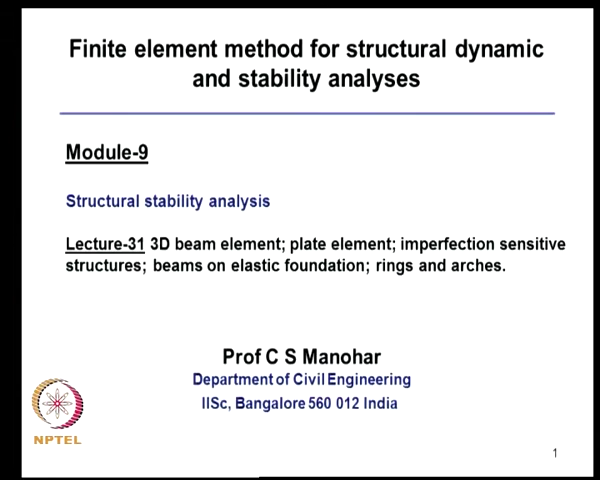 Finite element method for structural dynamic
and stability analyses
Module-9
Structural stability analysis
Lecture-31 3D beam element; plate element; imperfection sensitive
structures; beams on elastic foundation; rings and arches.
Prof C S Manohar
Department of Civil Engineering
IISc, Bangalore 560 012 India
NPTEL
1